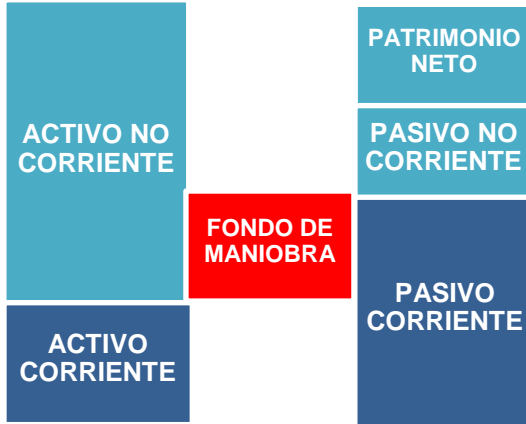 ACTIVO NO
CORRIENTE
ACTIVO
CORRIENTE
FONDO DE
MANIOBRA
PATRIMONIO
NETO
PASIVO NO
CORRIENTE
PASIVO
CORRIENTE